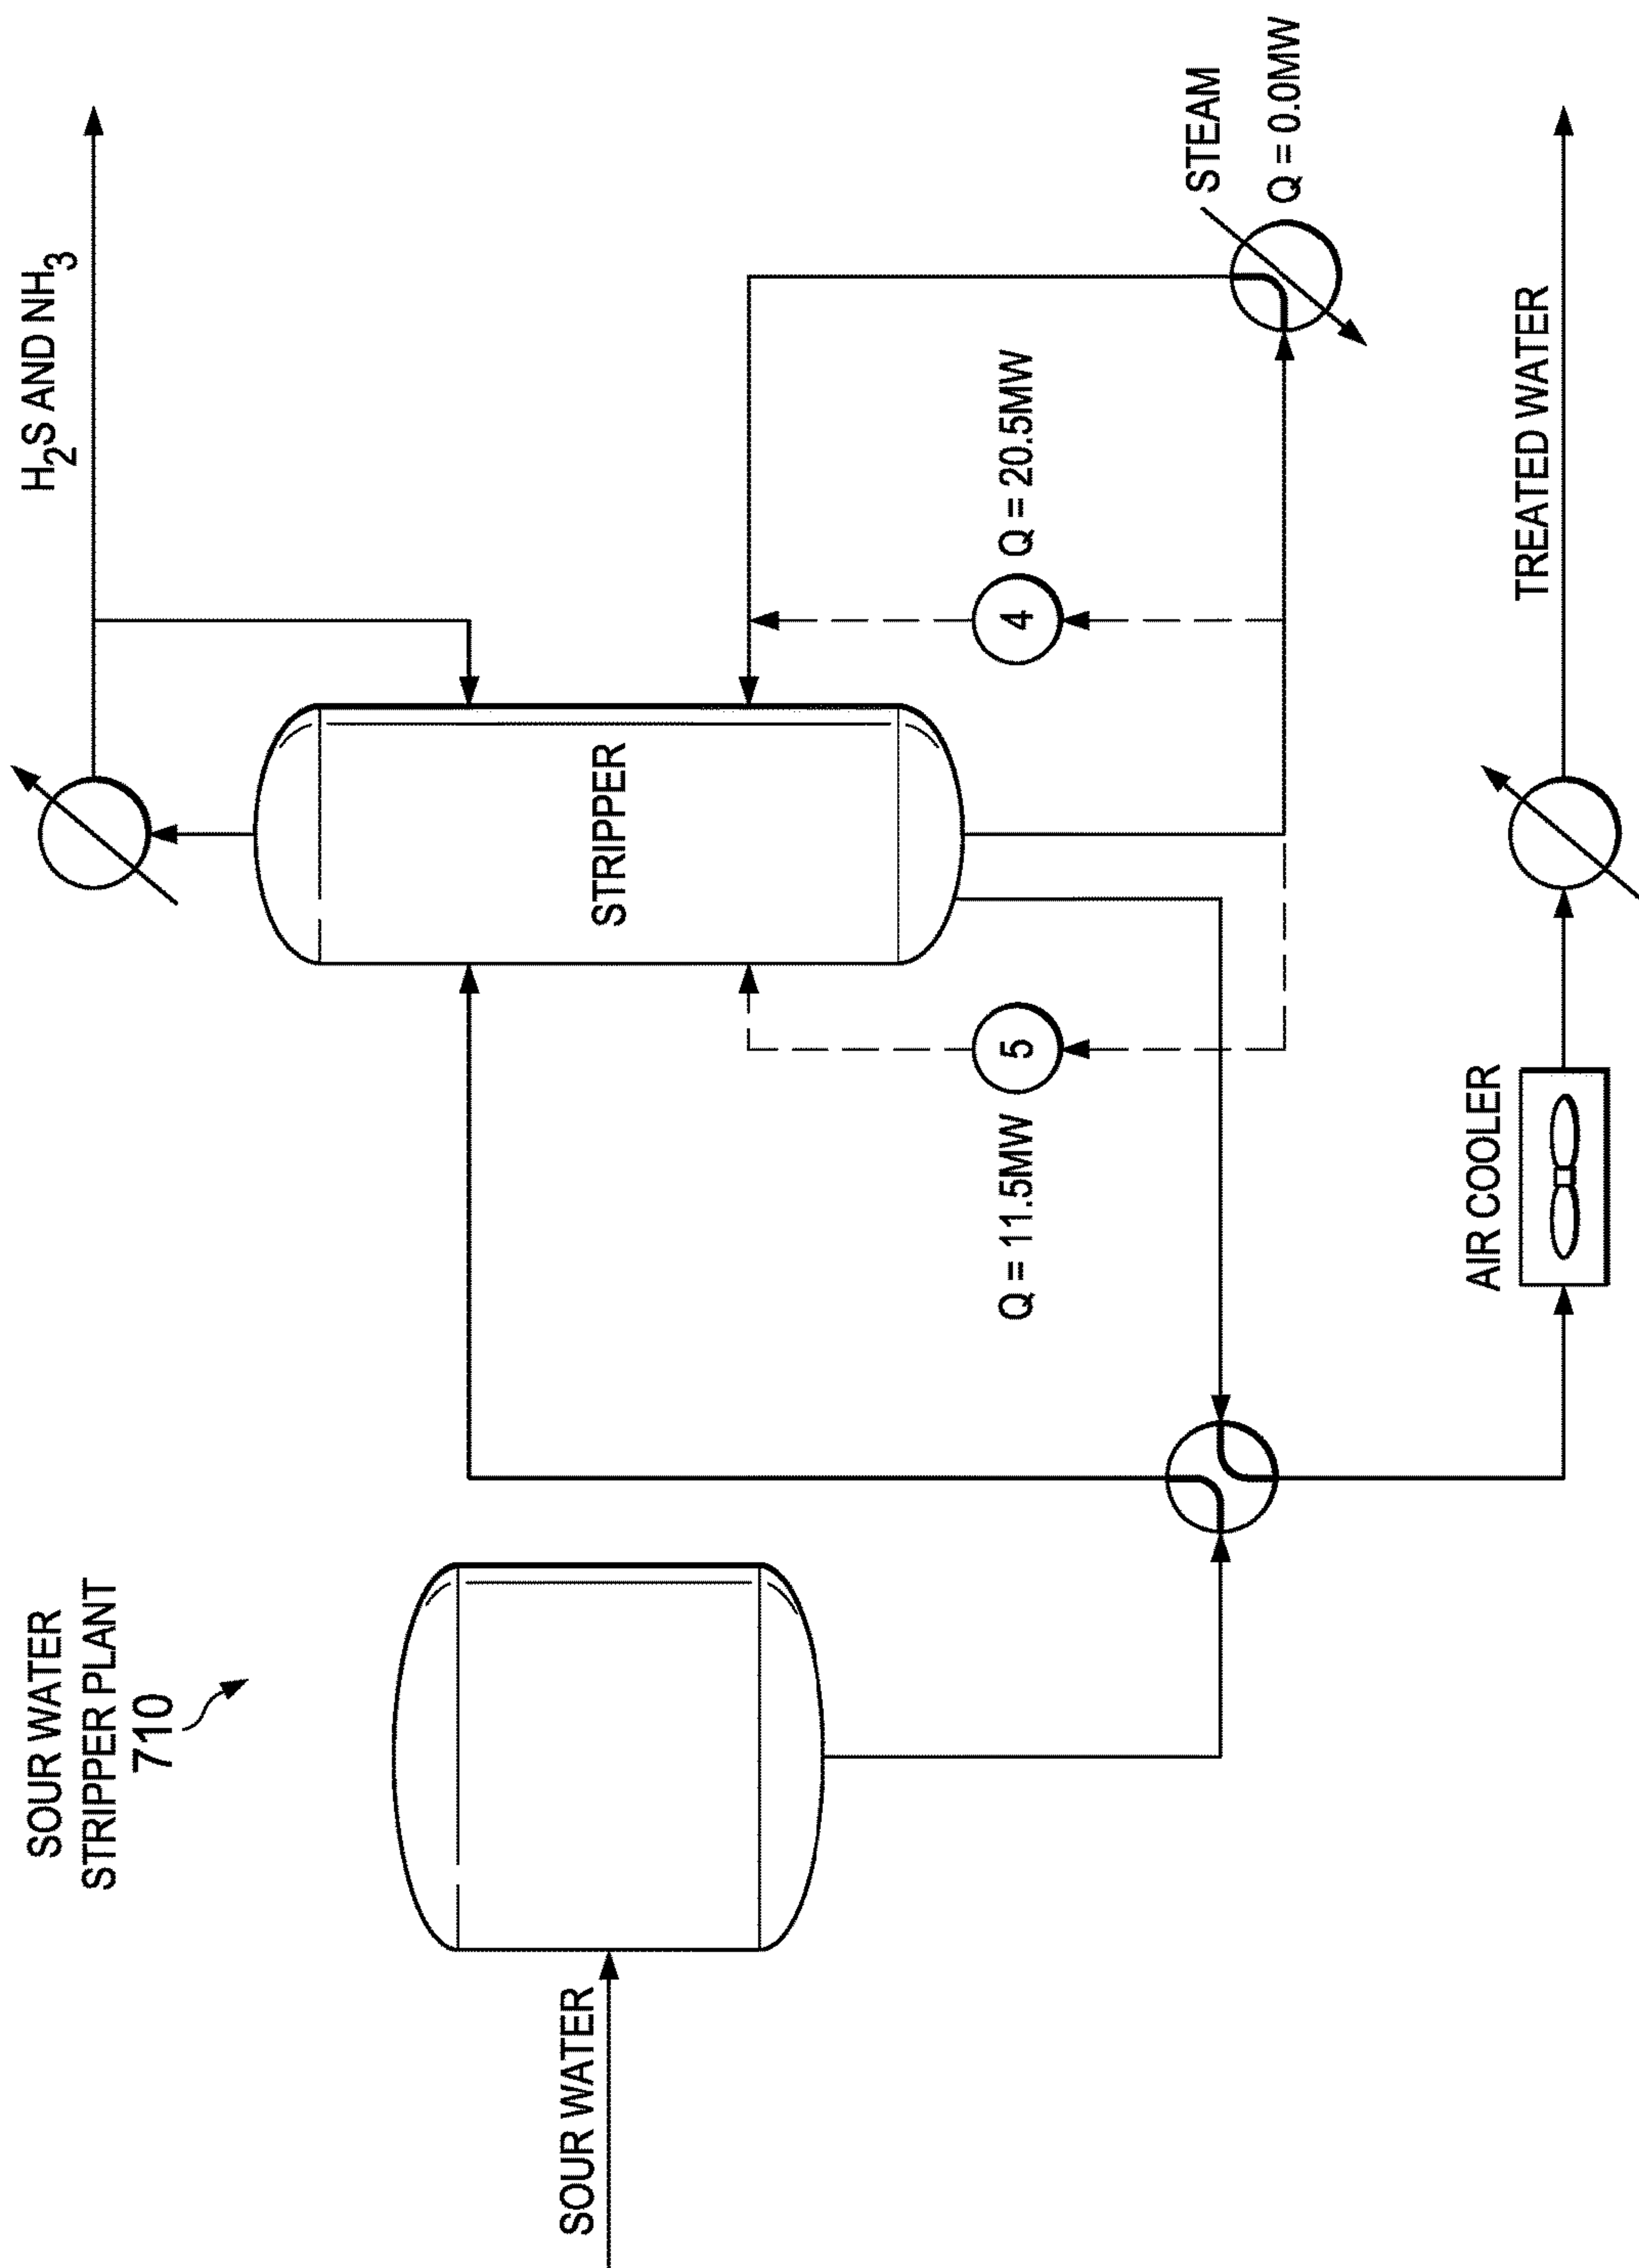 SOUR WATER
STRIPPER PLANT
710
SOUR WATER
H2S AND NH3
STRIPPER
Q = 11.5MW
5
4
Q = 20.5MW
STEAM
Q = 0.0MW
AIR COOLER
TREATED WATER